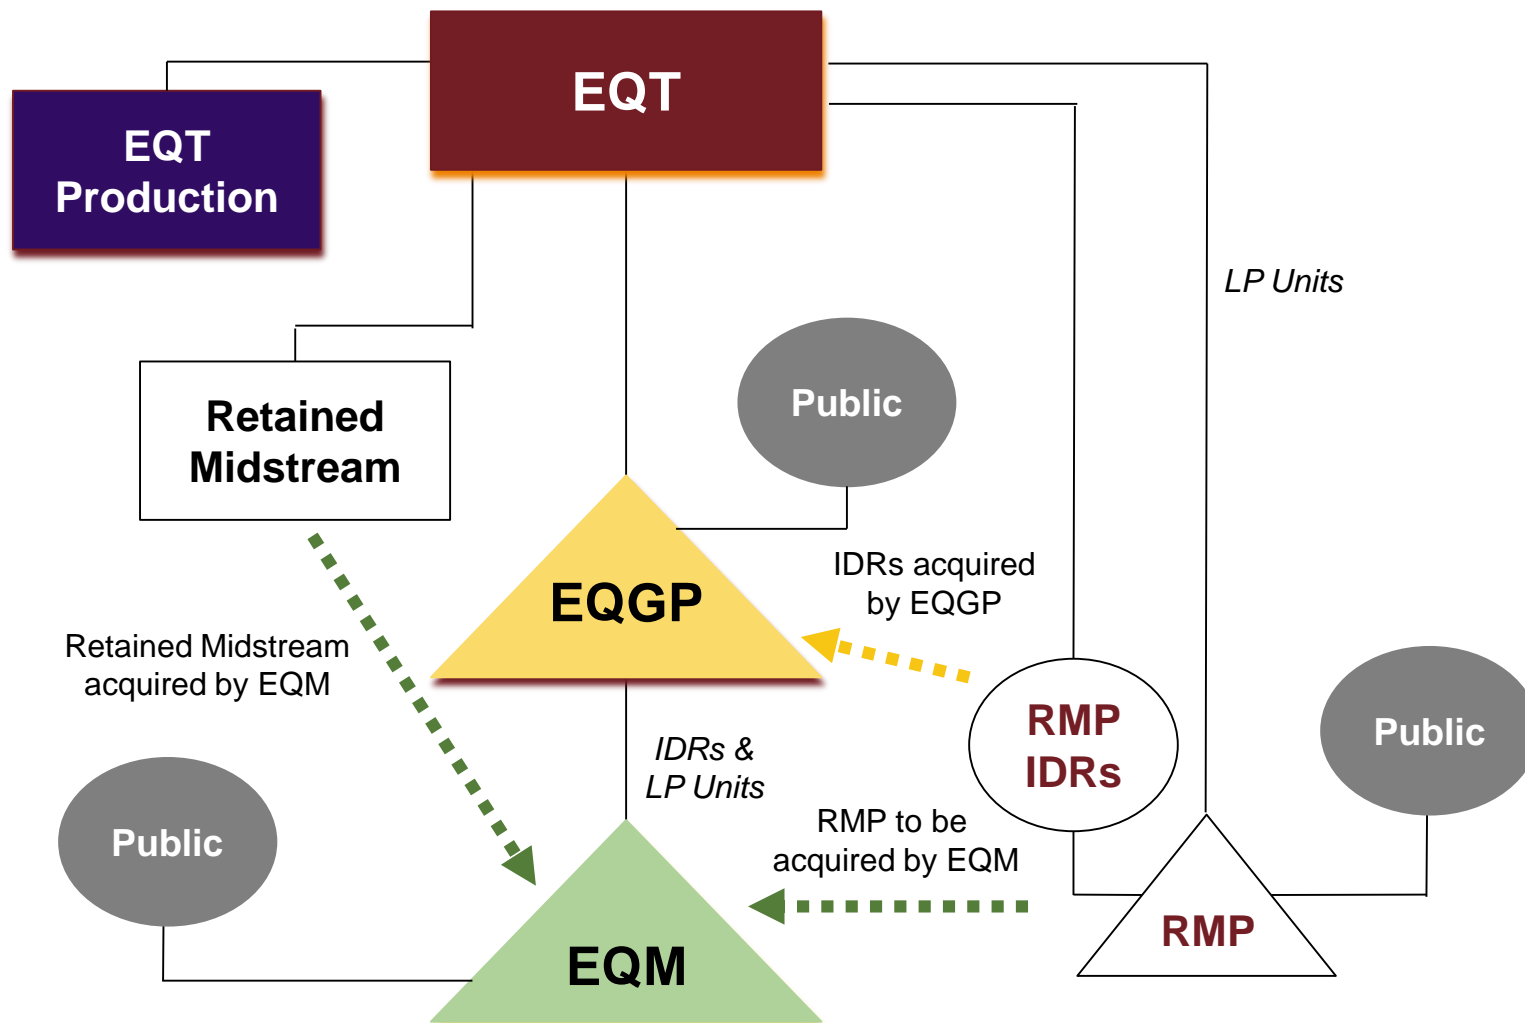 EQT
EQT
Production
LP Units
Public
Retained
Midstream
IDRs acquired
by EQGP
EQGP
Retained Midstream
acquired by EQM
RMP
IDRs
Public
IDRs &
LP Units
RMP to be
acquired by EQM
Public
RMP
EQM